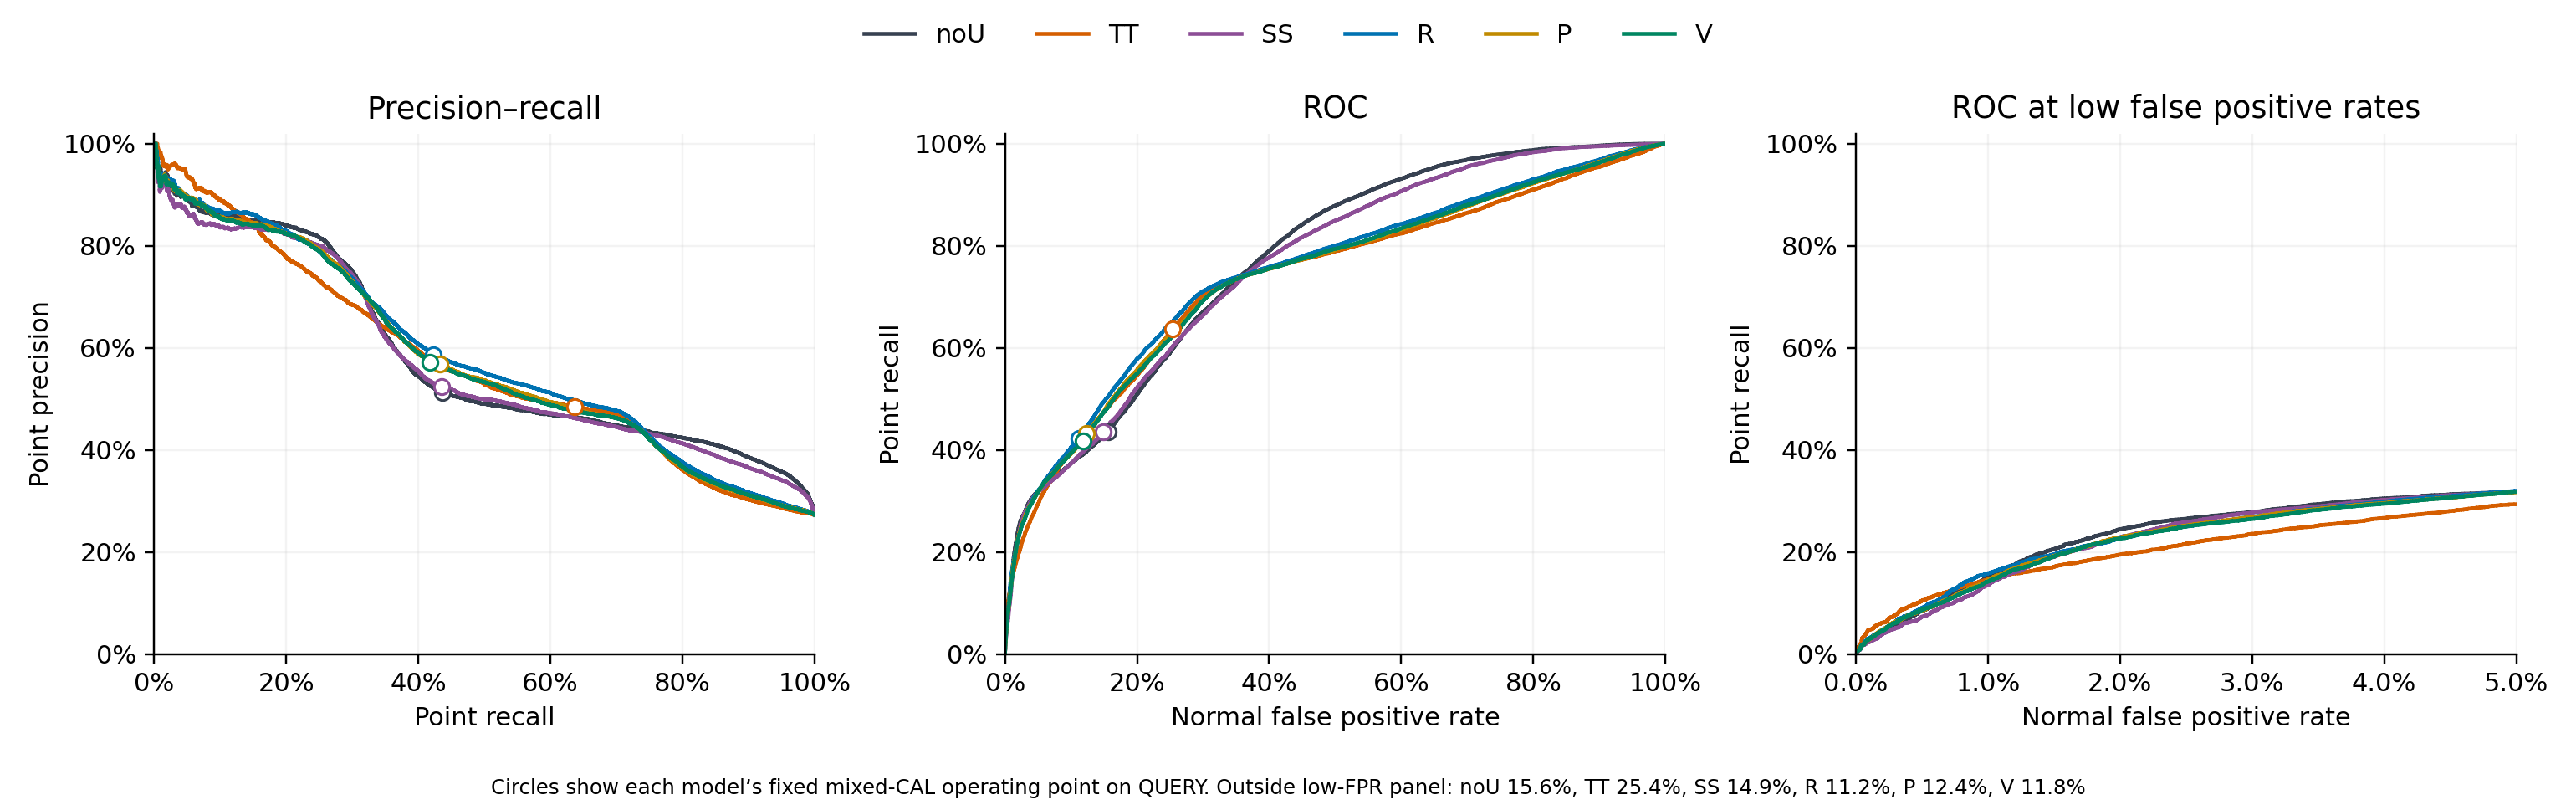 noU TT SS R P V
Precision–recall
100%
80%
60%
40%
20%
0%
Point precision
0% 20% 40% 60% 80% 100%
Point recall
ROC
100%
80%
60%
40%
20%
0%
Point recall
0% 20% 40% 60% 80% 100%
Normal false positive rate
ROC at low false positive rates
100%
80%
60%
40%
20%
0%
Point recall
0.0% 1.0% 2.0% 3.0% 4.0% 5.0%
Normal false positive rate
Circles show each model’s fixed mixed-CAL operating point on QUERY. Outside low-FPR panel: noU 15.6%, TT 25.4%, SS 14.9%, R 11.2%, P 12.4%, V 11.8%